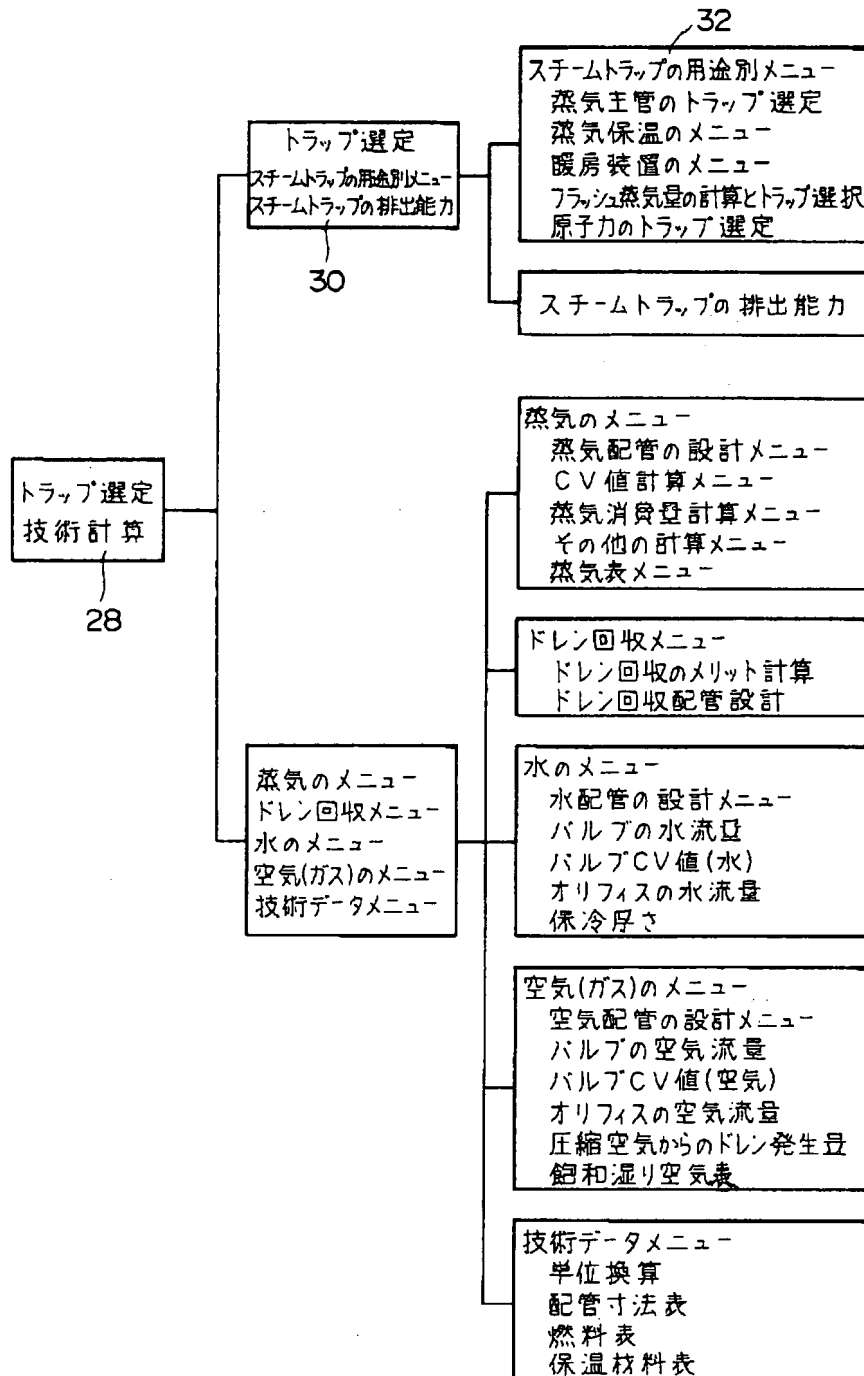 32
スチームトラップの用途別メニュー
蒸気主管のトラップ選定
蒸気保温のメニュー
暖房装置のメニュー
フラッシュ蒸気量の計算とトラップ選択
原子力のトラップ選定
トラップ選定
スチームトラップの用途別メニュー
スチームトラップの排出能力
30
スチームトラップの排出能力
トラップ選定
技術計算
28
蒸気のメニュー
ドレン回収メニュー
水のメニュー
空気(ガス)のメニュー
技術データメニュー
蒸気のメニュー
蒸気配管の設計メニュー
CV値計算メニュー
蒸気消費量計算メニュー
その他の計算メニュー
蒸気表メニュー
ドレン回収メニュー
ドレン回収のメリット計算
ドレン回収配管設計
水のメニュー
水配管の設計メニュー
バルブの水流量
バルブCV値(水)
オリフィスの水流量
保冷厚さ
空気(ガス)のメニュー
空気配管の設計メニュー
バルブの空気流量
バルブCV値(空気)
オリフィスの空気流量
圧縮空気からのドレン発生量
飽和湿り空気表
技術データメニュー
単位換算
配管寸法表
燃料表
保温材料表